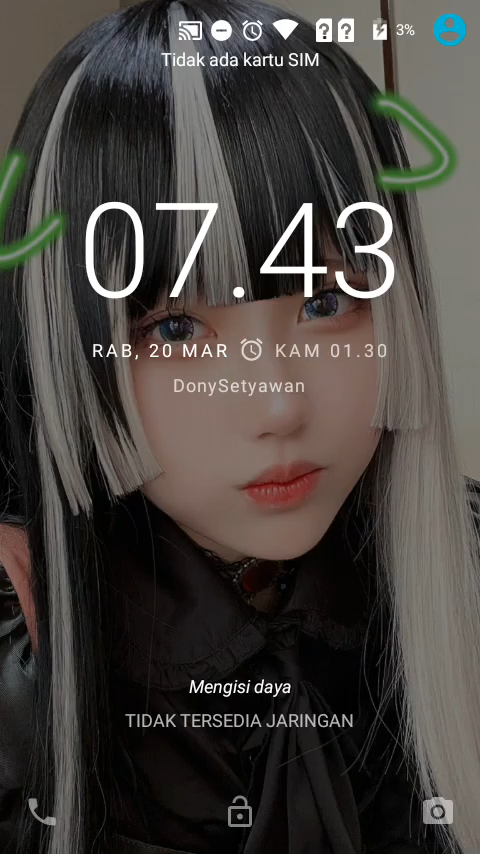 3%
Tidak ada kartu SIM
07.43
RAB, 20 MAR KAM 01.30
DonySetyawan
Mengisi daya
TIDAK TERSEDIA JARINGAN